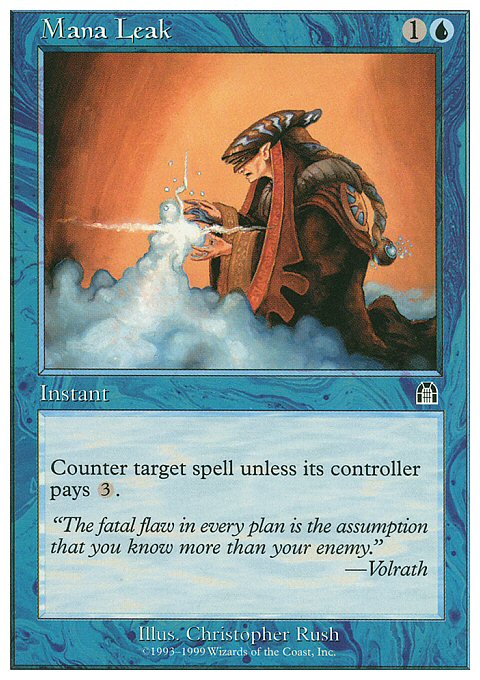 Mana Leak
1
Instant
Counter target spell unless its controller
pays 3.
“The fatal flaw in every plan is the assumption
that you know more than your enemy.”
—Volrath
Illus. Christopher Rush
©1993–1999 Wizards of the Coast, Inc.